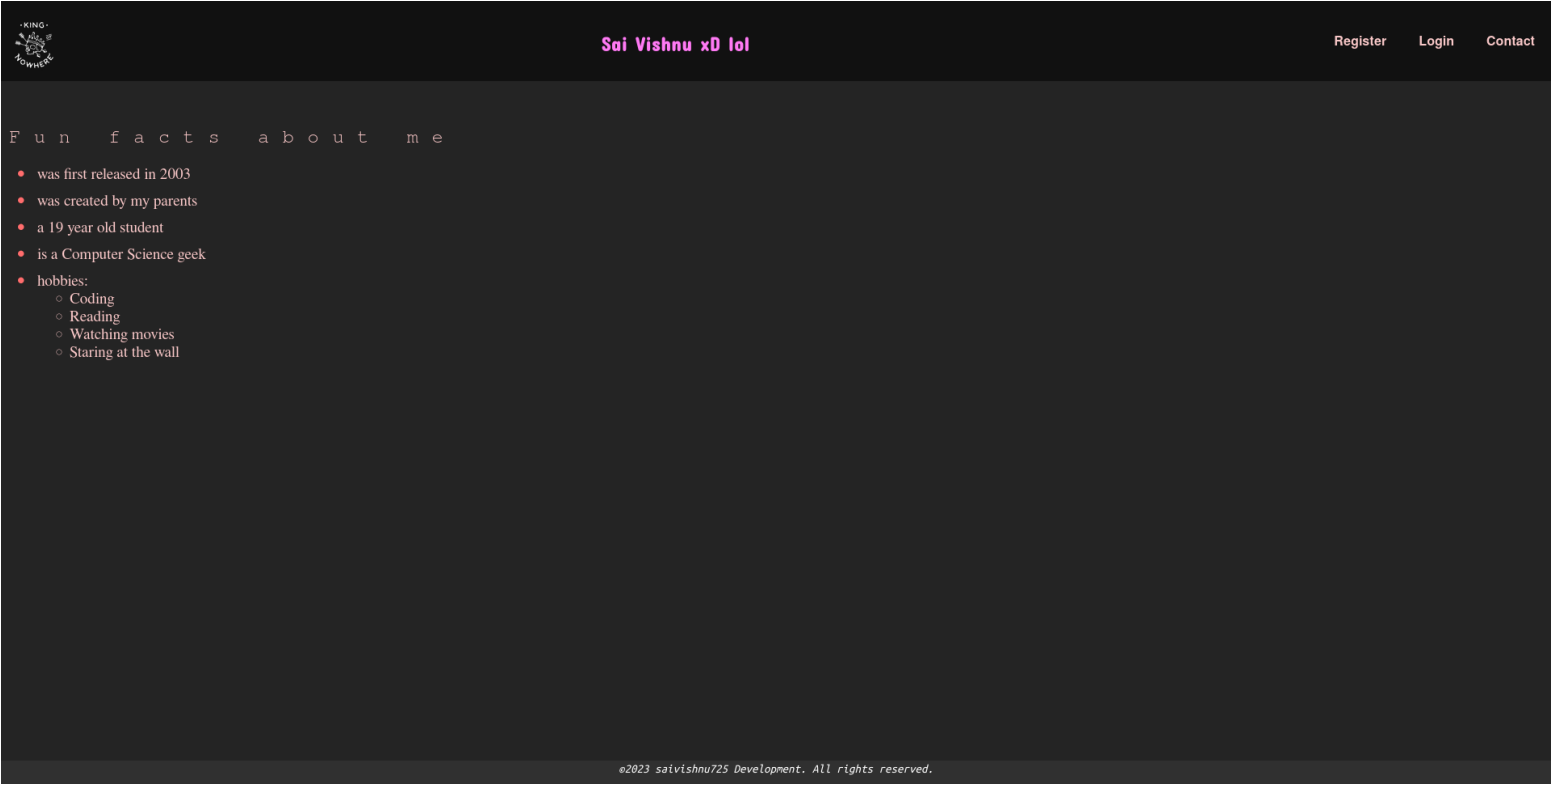 ·KING·
NOWHERE
Sai Vishnu xD lol
Register Login Contact
Fun facts about me
was first released in 2003
was created by my parents
a 19 year old student
is a Computer Science geek
hobbies:
Coding
Reading
Watching movies
Staring at the wall
©2023 saivishnu725 Development. All rights reserved.